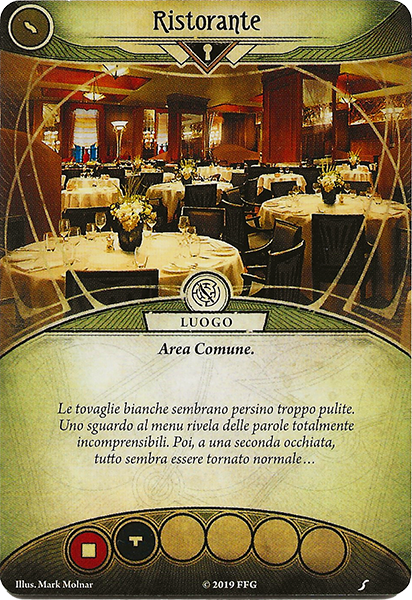 Ristorante
LUOGO
Area Comune.
Le tovaglie bianche sembrano persino troppo pulite.
Uno sguardo al menu rivela delle parole totalmente
incomprensibili. Poi, a una seconda occhiata,
tutto sembra essere tornato normale…
Illus. Mark Molnar
© 2019 FFG